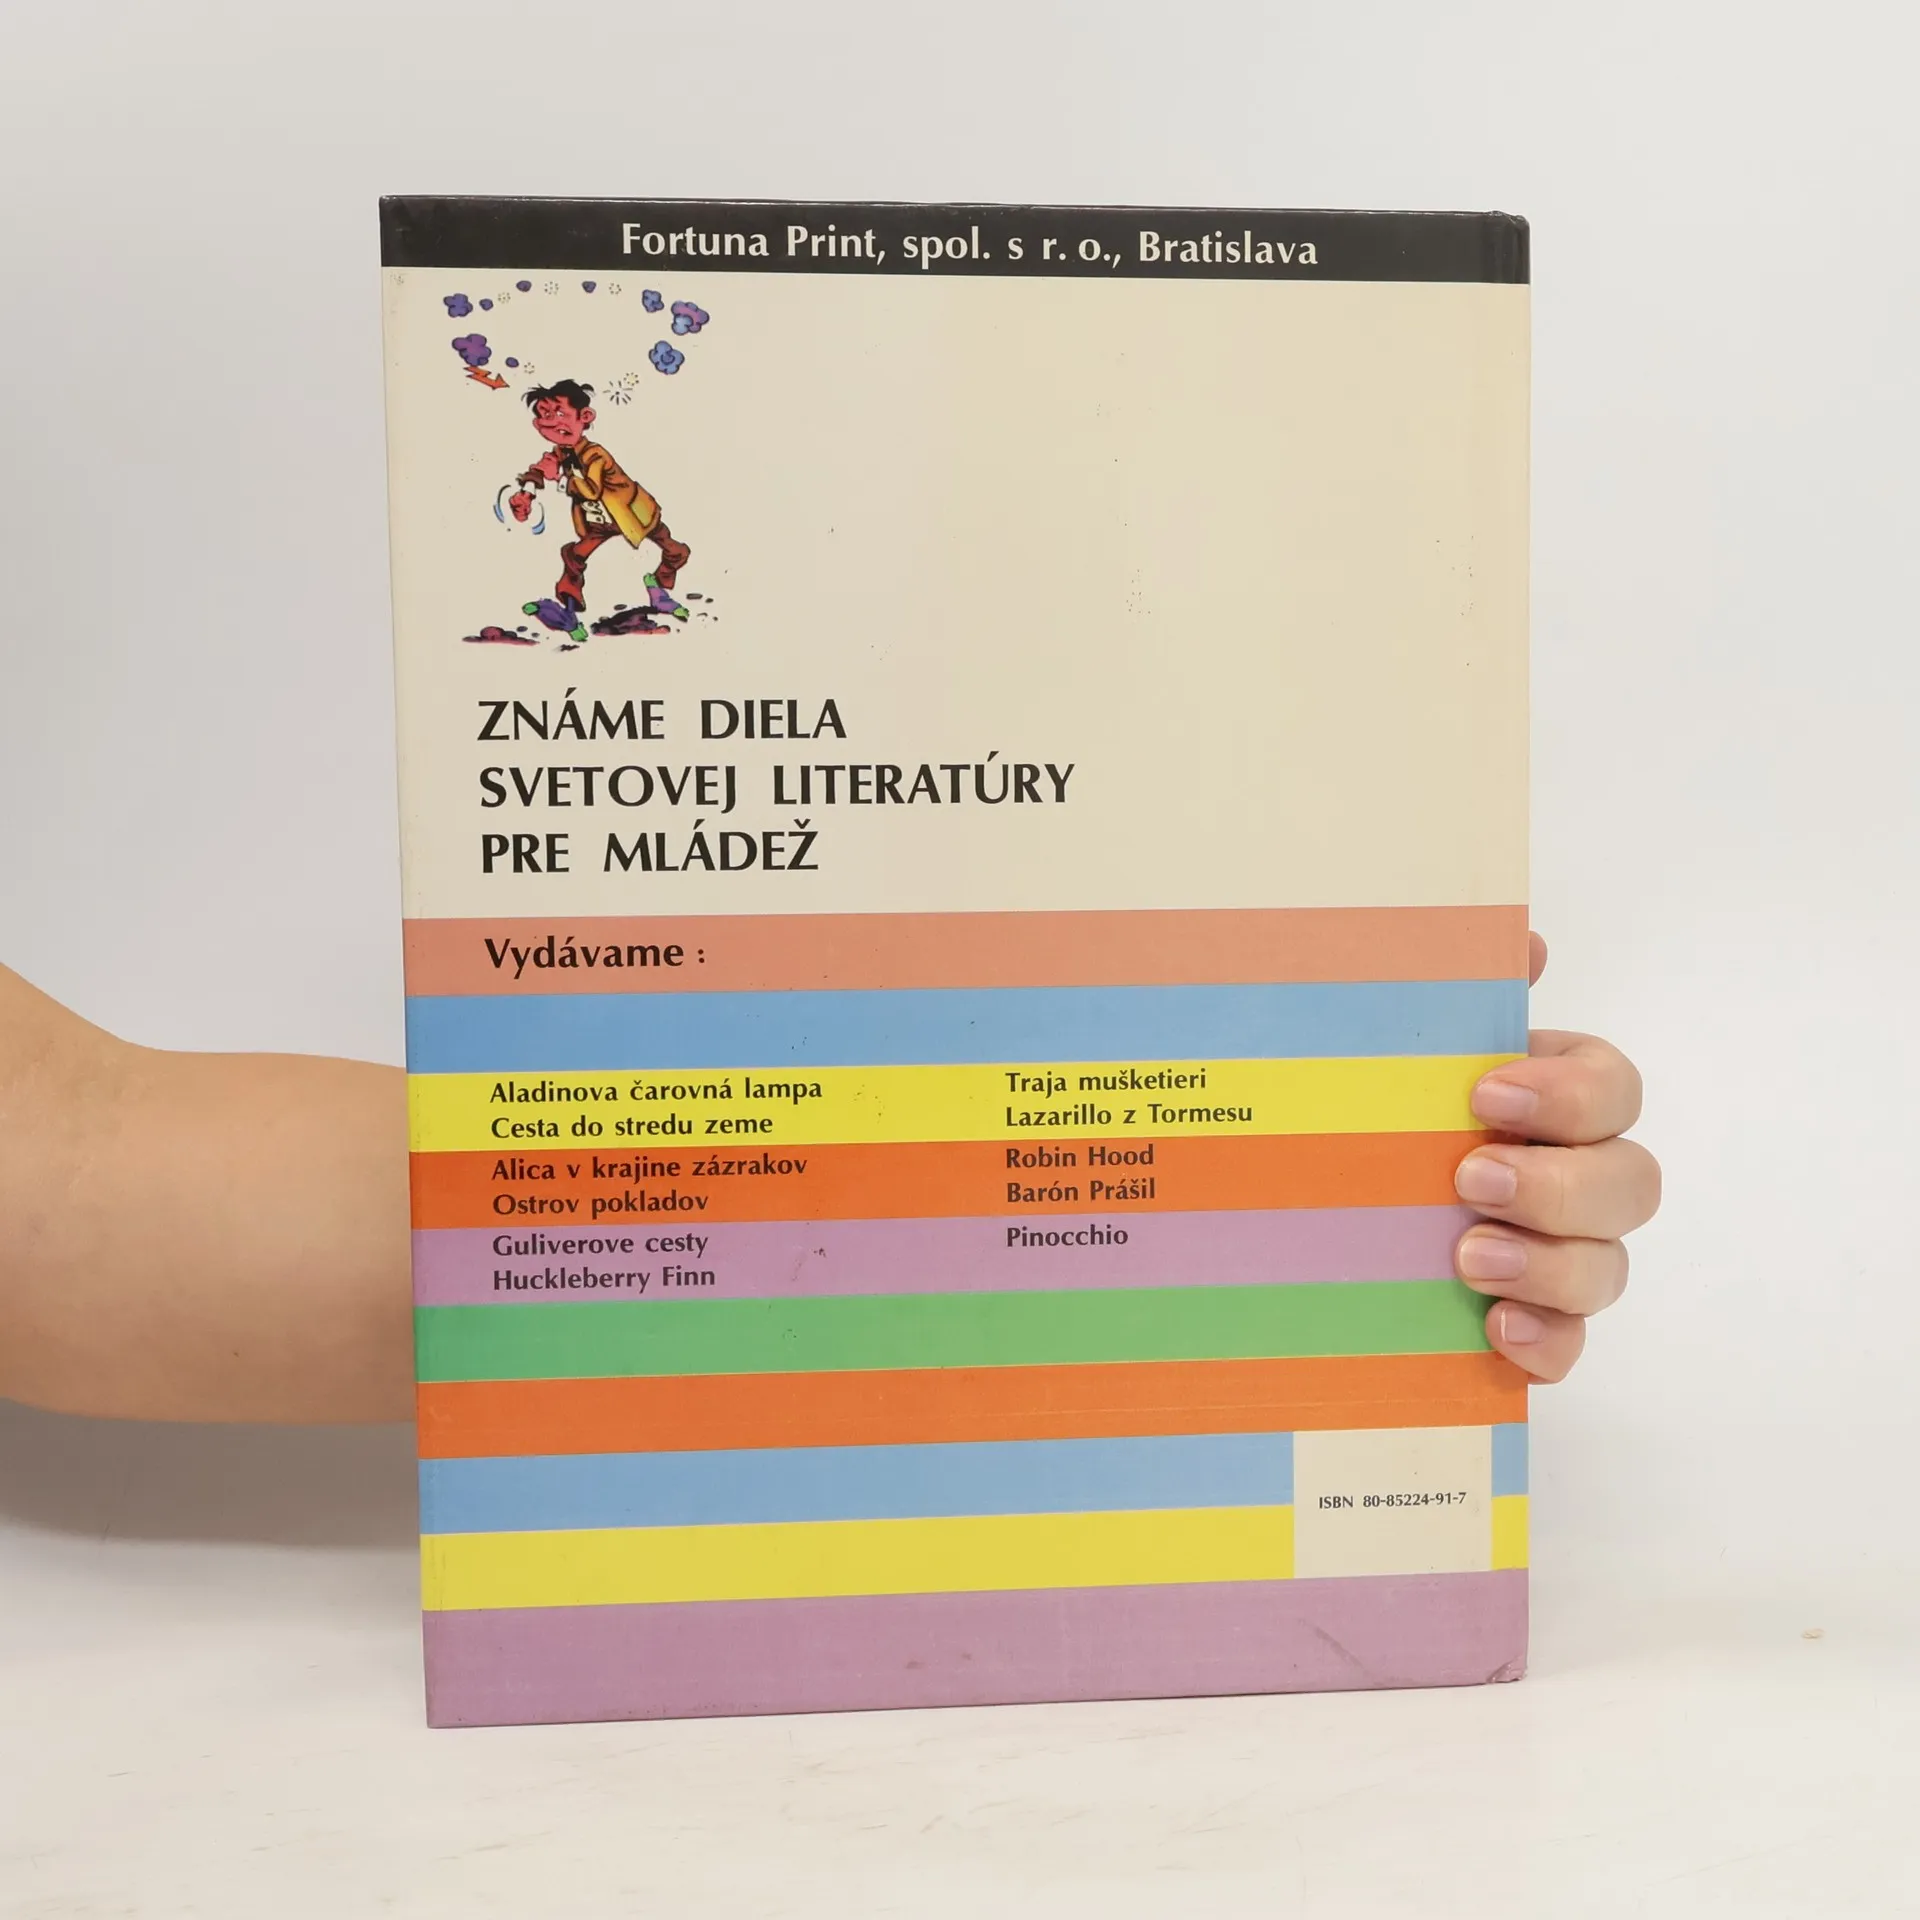 Fortuna Print, spol. s r. o., Bratislava
ZNÁME DIELA
SVETOVEJ LITERATÚRY
PRE MLÁDEŽ
Vydávame :
Aladinova čarovná lampa
Cesta do stredu zeme
Alica v krajine zázrakov
Ostrov pokladov
Guliverove cesty
Huckleberry Finn
Traja mušketieri
Lazarillo z Tormesu
Robin Hood
Barón Prášil
Pinocchio
ISBN 80-85224-91-7